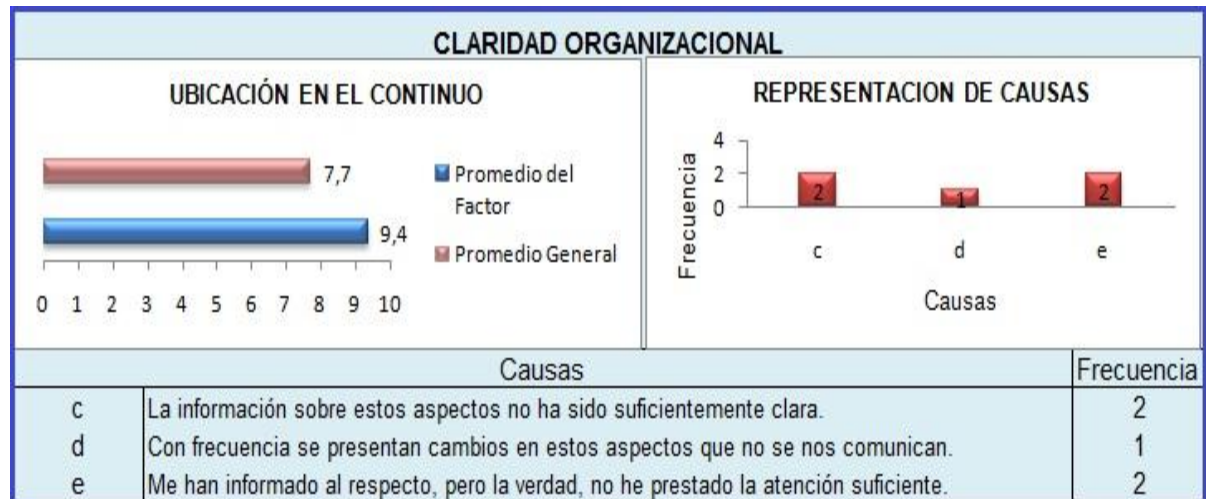 CLARIDAD ORGANIZACIONAL
UBICACIÓN EN EL CONTINUO
7,7
9,4
0 1 2 3 4 5 6 7 8 9 10
Promedio del
Factor
Promedio General
REPRESENTACION DE CAUSAS
Frecuencia
4
2
0
2 1 2
c d e
Causas
Causas Frecuencia
c La información sobre estos aspectos no ha sido suficientemente clara. 2
d Con frecuencia se presentan cambios en estos aspectos que no se nos comunican. 1
e Me han informado al respecto, pero la verdad, no he prestado la atención suficiente. 2